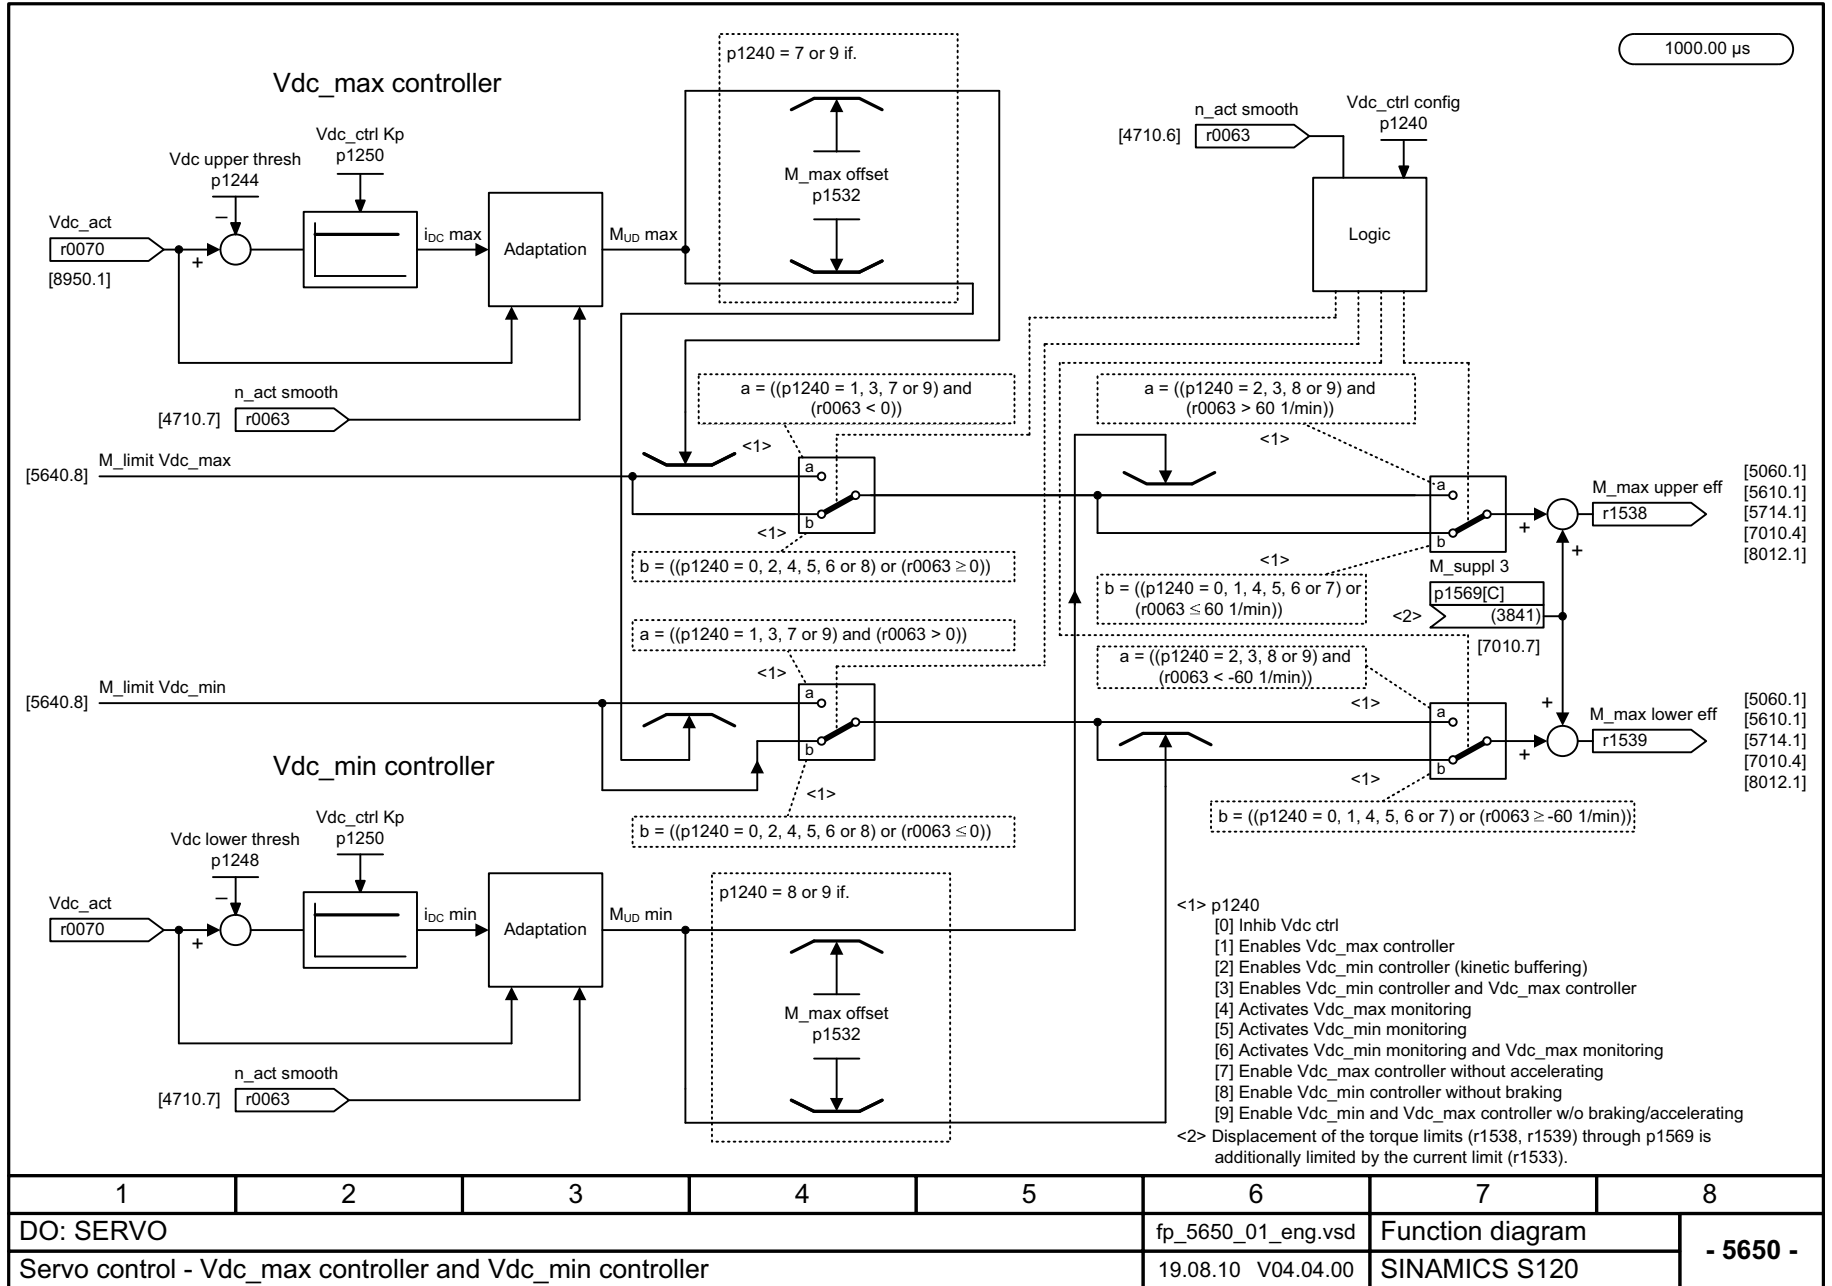 p1240 = 7 or 9 if.
1000.00 µs
Vdc_max controller
Vdc_ctrl Kp
p1250
Vdc upper thresh
p1244
–
Vdc_act
r0070
[8950.1]
+
i_DC max
Adaptation
M_UD max
M_max offset
p1532
n_act smooth
[4710.6]
r0063
Vdc_ctrl config
p1240
Logic
n_act smooth
[4710.7]
r0063
a = ((p1240 = 1, 3, 7 or 9) and
(r0063 < 0))
<1>
a = ((p1240 = 2, 3, 8 or 9) and
(r0063 > 60 1/min))
<1>
[5640.8]
M_limit Vdc_max
a
b
<1>
b = ((p1240 = 0, 2, 4, 5, 6 or 8) or (r0063 ≥ 0))
a
b
<1>
b = ((p1240 = 0, 1, 4, 5, 6 or 7) or
(r0063 ≤ 60 1/min))
+
+
M_max upper eff
r1538
[5060.1]
[5610.1]
[5714.1]
[7010.4]
[8012.1]
M_suppl 3
p1569[C]
(3841)
<2>
[7010.7]
a = ((p1240 = 1, 3, 7 or 9) and (r0063 > 0))
<1>
a = ((p1240 = 2, 3, 8 or 9) and
(r0063 < -60 1/min))
<1>
[5640.8]
M_limit Vdc_min
a
b
<1>
b = ((p1240 = 0, 2, 4, 5, 6 or 8) or (r0063 ≤ 0))
a
b
<1>
b = ((p1240 = 0, 1, 4, 5, 6 or 7) or (r0063 ≥ -60 1/min))
+
+
M_max lower eff
r1539
[5060.1]
[5610.1]
[5714.1]
[7010.4]
[8012.1]
Vdc_min controller
Vdc_ctrl Kp
p1250
Vdc lower thresh
p1248
–
Vdc_act
r0070
+
i_DC min
Adaptation
M_UD min
p1240 = 8 or 9 if.
M_max offset
p1532
n_act smooth
[4710.7]
r0063
<1> p1240
[0] Inhib Vdc ctrl
[1] Enables Vdc_max controller
[2] Enables Vdc_min controller (kinetic buffering)
[3] Enables Vdc_min controller and Vdc_max controller
[4] Activates Vdc_max monitoring
[5] Activates Vdc_min monitoring
[6] Activates Vdc_min monitoring and Vdc_max monitoring
[7] Enable Vdc_max controller without accelerating
[8] Enable Vdc_min controller without braking
[9] Enable Vdc_min and Vdc_max controller w/o braking/accelerating
<2> Displacement of the torque limits (r1538, r1539) through p1569 is
additionally limited by the current limit (r1533).
1 2 3 4 5 6 7 8
DO: SERVO
fp_5650_01_eng.vsd
Function diagram
- 5650 -
Servo control - Vdc_max controller and Vdc_min controller
19.08.10 V04.04.00
SINAMICS S120